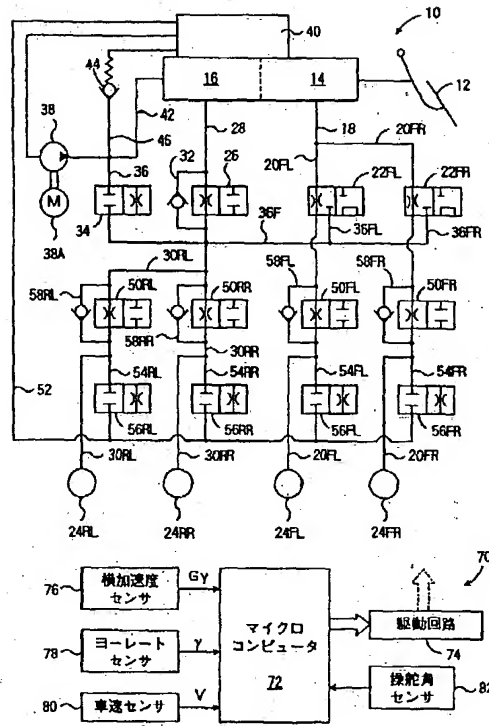 40
10
44
16
14
12
38
42
28
18
20FR
46
32
26
20FL
22FL
22FR
36
M
36F
38A
34
36FL
36FR
30RL
58RL
50RL
50RR
58FL
50FL
58FR
50FR
58RR
30RR
52
54RL
54RR
54FL
54FR
56RL
56RR
56FL
56FR
30RL
30RR
20FL
20FR
24RL
24RR
24FL
24FR
76
横加速度
センサ
Gy
マイクロ
コンピュータ
72
駆動回路
70
74
78
ヨーレート
センサ
γ
80
車速センサ
V
操舵角
センサ
82